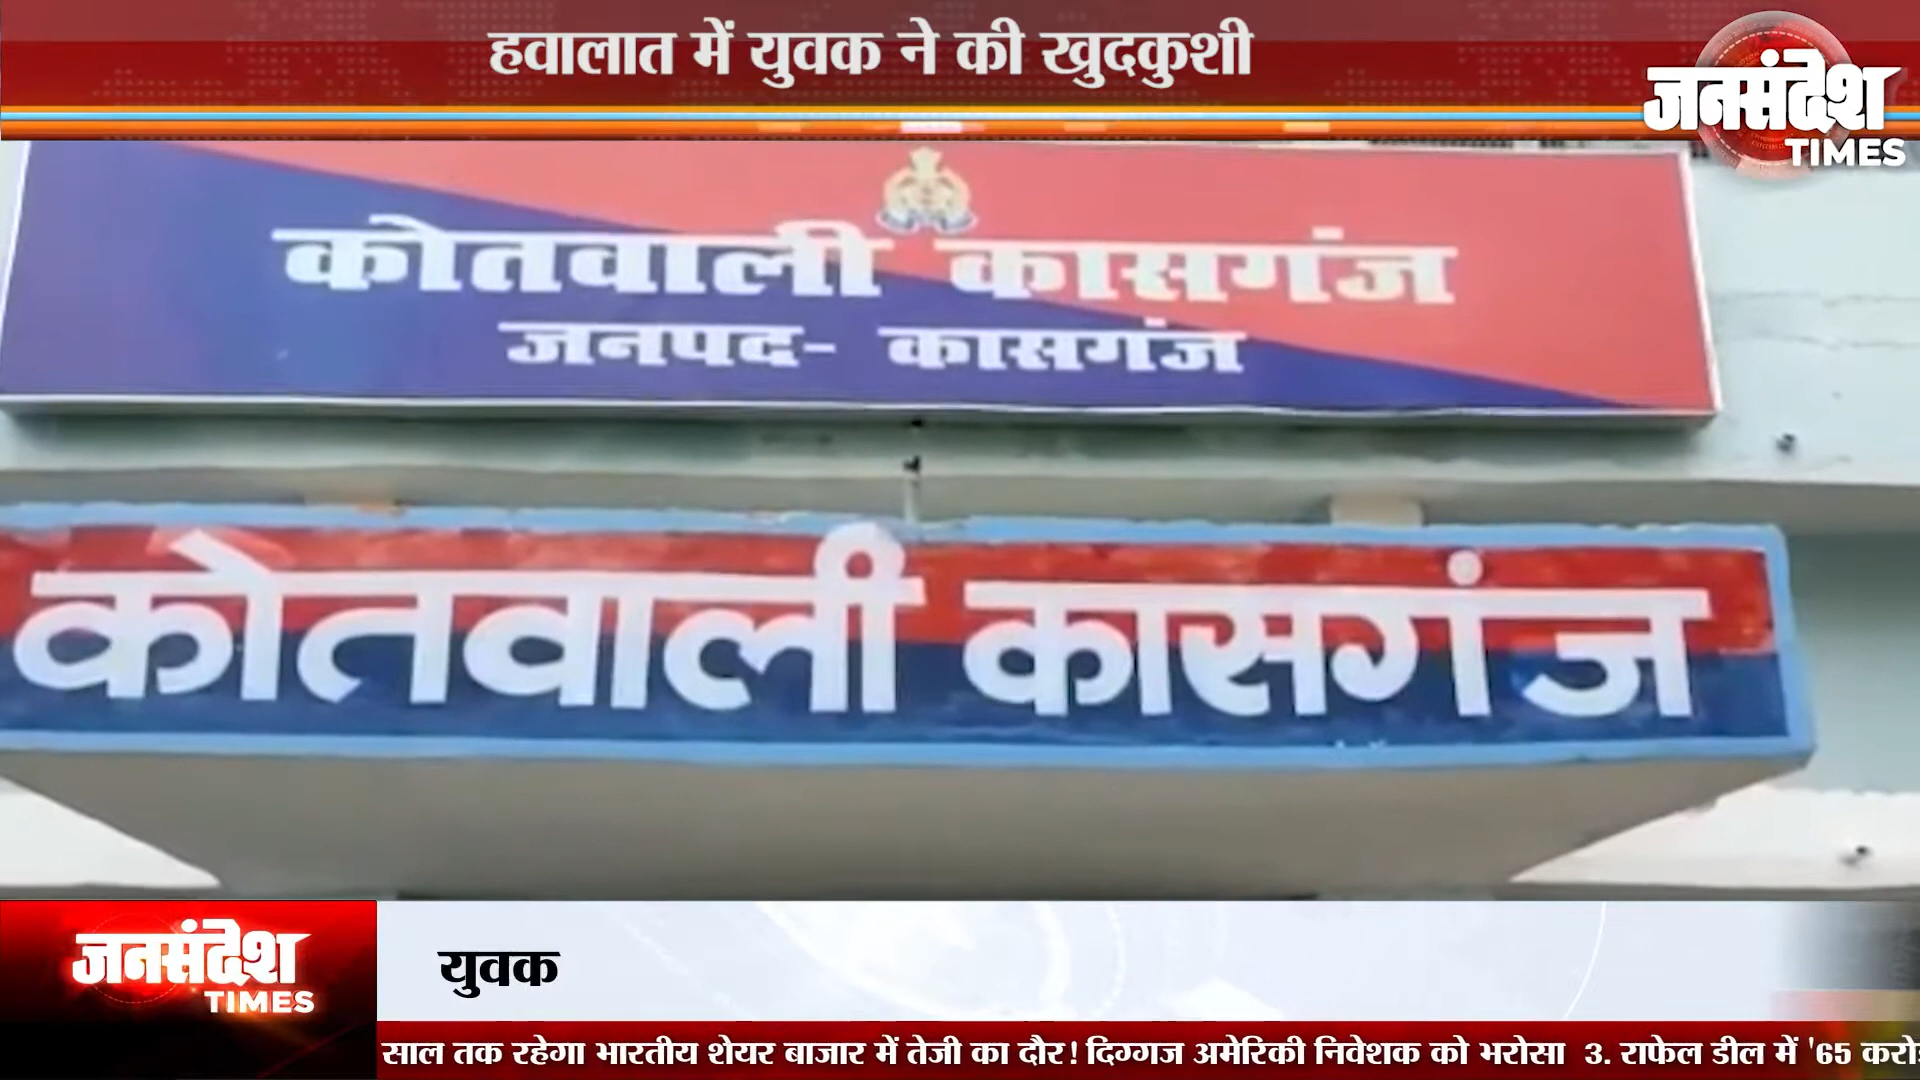 हवालात में युवक ने की खुदकुशी
जनसंदेश
TIMES
कोतवाली कासगंज
जनपद- कासगंज
कोतवाली कासगंज
जनसंदेश
TIMES
युवक
साल तक रहेगा भारतीय शेयर बाजार में तेजी का दौर! दिग्गज अमेरिकी निवेशक को भरोसा 3. राफेल डील में '65